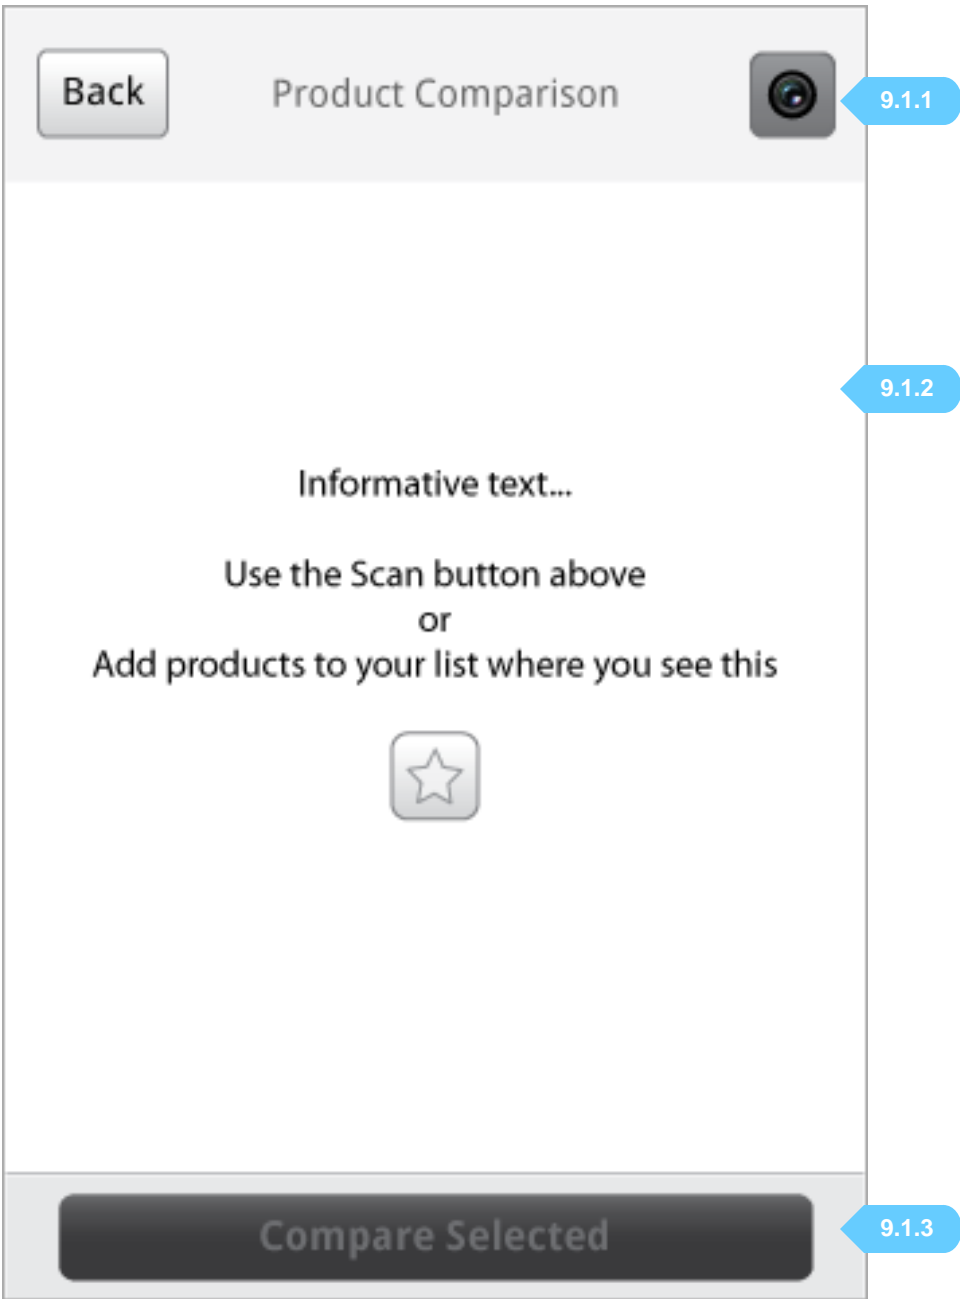 Back
Product Comparison
9.1.1
9.1.2
Informative text...
Use the Scan button above
or
Add products to your list where you see this
Compare Selected
9.1.3